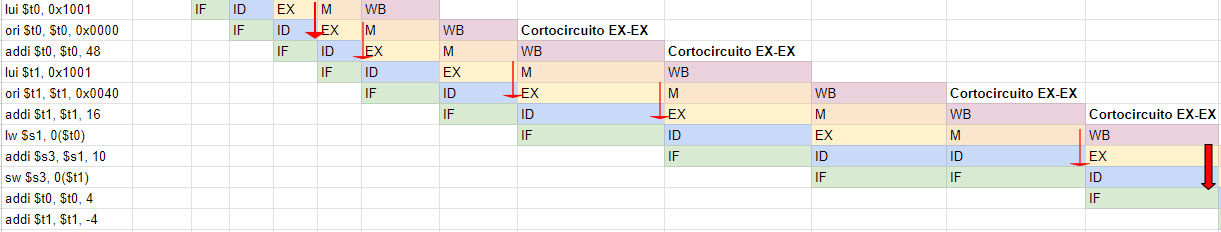 lui $t0, 0x1001 IF ID EX M WB
ori $t0, $t0, 0x0000 IF ID EX M WB Cortocircuito EX-EX
addi $t0, $t0, 48 IF ID EX M WB Cortocircuito EX-EX
lui $t1, 0x1001 IF ID EX M WB
ori $t1, $t1, 0x0040 IF ID EX M WB Cortocircuito EX-EX
addi $t1, $t1, 16 IF ID EX M WB Cortocircuito EX-EX
lw $s1, 0($t0) IF ID EX M WB
addi $s3, $s1, 10 IF ID ID EX
sw $s3, 0($t1) IF IF ID
addi $t0, $t0, 4 IF
addi $t1, $t1, -4